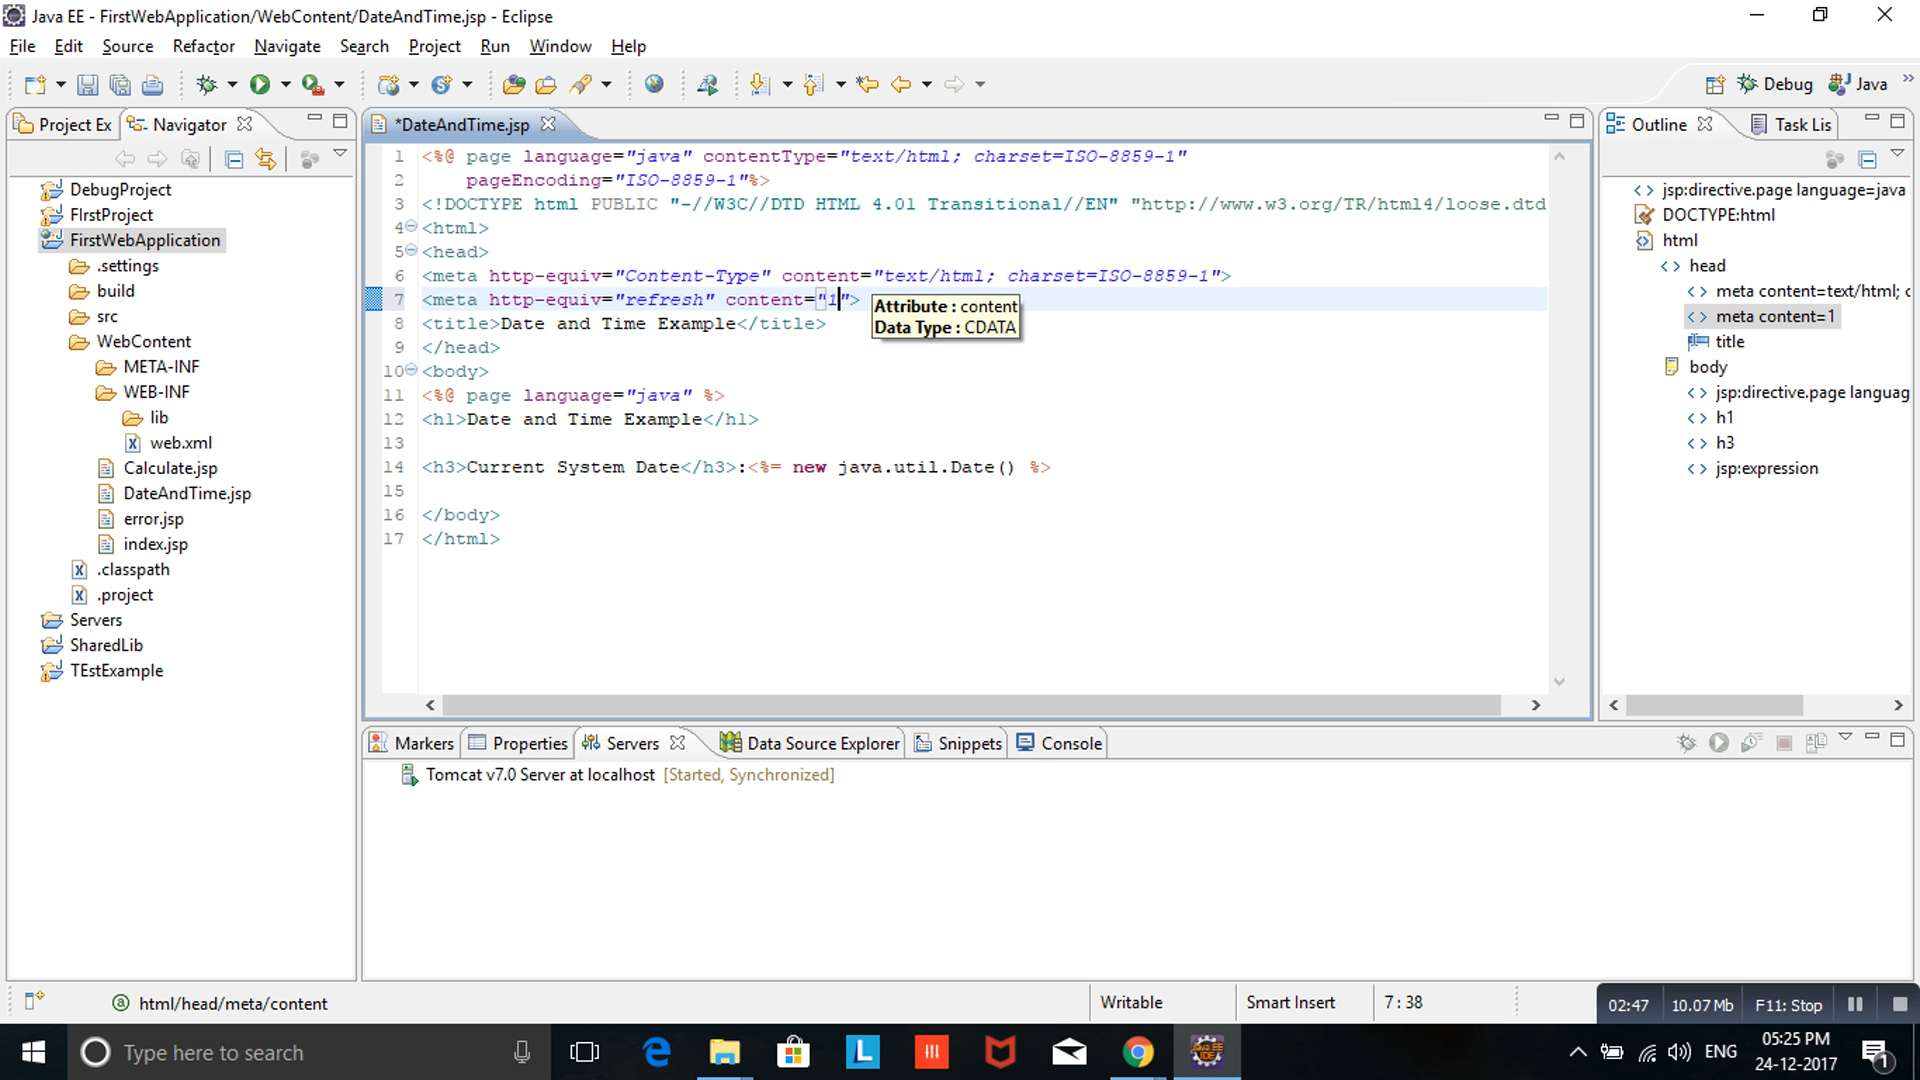 Java EE - FirstWebApplication/WebContent/DateAndTime.jsp - Eclipse
File Edit Source Refactor Navigate Search Project Run Window Help
Debug Java »
Project Ex Navigator
*DateAndTime.jsp
Outline Task Lis
DebugProject
FIrstProject
FirstWebApplication
.settings
build
src
WebContent
META-INF
WEB-INF
lib
web.xml
Calculate.jsp
DateAndTime.jsp
error.jsp
index.jsp
.classpath
.project
Servers
SharedLib
TEstExample
1 <%@ page language="java" contentType="text/html; charset=ISO-8859-1"
2 pageEncoding="ISO-8859-1"%>
3 <!DOCTYPE html PUBLIC "-//W3C//DTD HTML 4.01 Transitional//EN" "http://www.w3.org/TR/html4/loose.dtd
4 <html>
5 <head>
6 <meta http-equiv="Content-Type" content="text/html; charset=ISO-8859-1">
7 <meta http-equiv="refresh" content="1">
Attribute : content
Data Type : CDATA
8 <title>Date and Time Example</title>
9 </head>
10 <body>
11 <%@ page language="java" %>
12 <h1>Date and Time Example</h1>
13
14 <h3>Current System Date</h3>:<%= new java.util.Date() %>
15
16 </body>
17 </html>
jsp:directive.page language=java
DOCTYPE:html
html
head
meta content=text/html; c
meta content=1
title
body
jsp:directive.page languag
h1
h3
jsp:expression
Markers Properties Servers Data Source Explorer Snippets Console
Tomcat v7.0 Server at localhost [Started, Synchronized]
html/head/meta/content
Writable Smart Insert 7 : 38
02:47 10.07 Mb F11: Stop
Type here to search
ENG
05:25 PM
24-12-2017
1